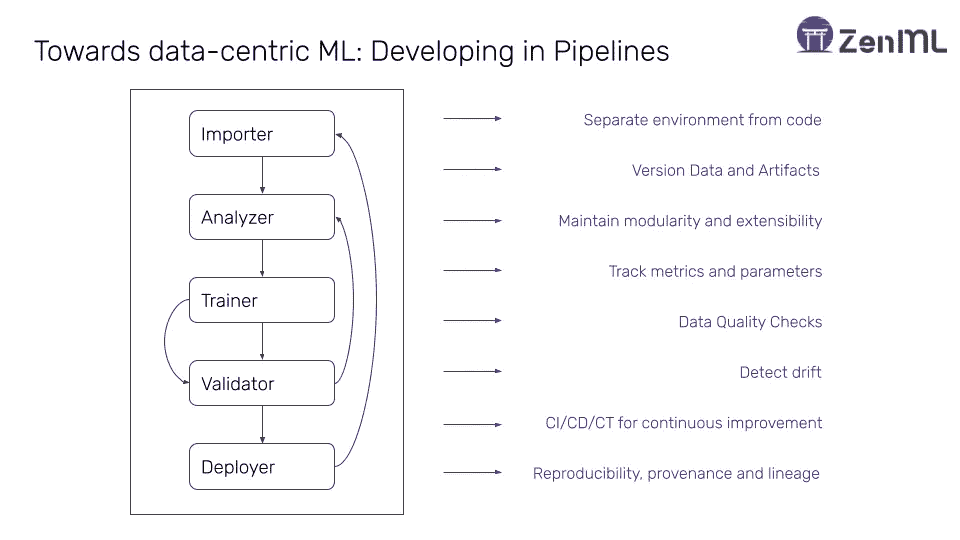 Towards data-centric ML: Developing in Pipelines
ZenML
Importer
Analyzer
Trainer
Validator
Deployer
Separate environment from code
Version Data and Artifacts
Maintain modularity and extensibility
Track metrics and parameters
Data Quality Checks
Detect drift
CI/CD/CT for continuous improvement
Reproducibility, provenance and lineage